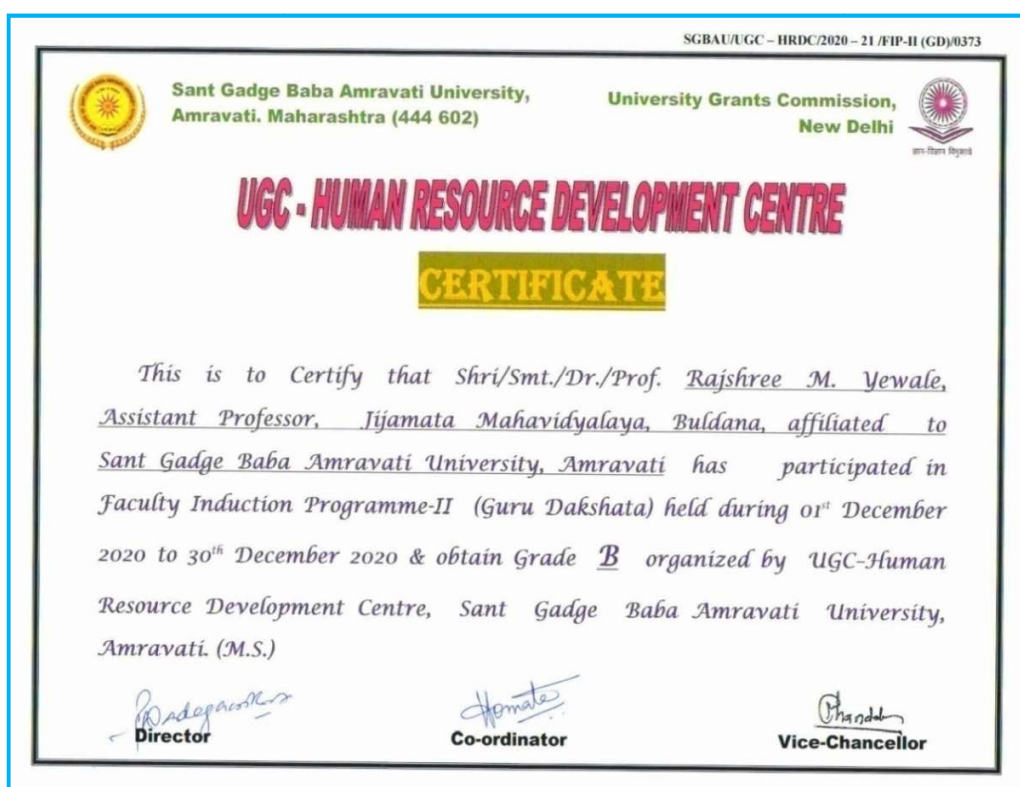 SGBAU/UGC – HRDC/2020 – 21 /FIP-II (GD)/0373
Sant Gadge Baba Amravati University,
Amravati. Maharashtra (444 602)
University Grants Commission,
New Delhi
ज्ञान-विज्ञान विमुक्तये
UGC - HUMAN RESOURCE DEVELOPMENT CENTRE
CERTIFICATE
This is to Certify that Shri/Smt./Dr./Prof. Rajshree M. Yewale,
Assistant Professor, Jijamata Mahavidyalaya, Buldana, affiliated to
Sant Gadge Baba Amravati University, Amravati has participated in
Faculty Induction Programme-II (Guru Dakshata) held during 01st December
2020 to 30th December 2020 & obtain Grade B organized by UGC-Human
Resource Development Centre, Sant Gadge Baba Amravati University,
Amravati. (M.S.)
Director
Co-ordinator
Vice-Chancellor